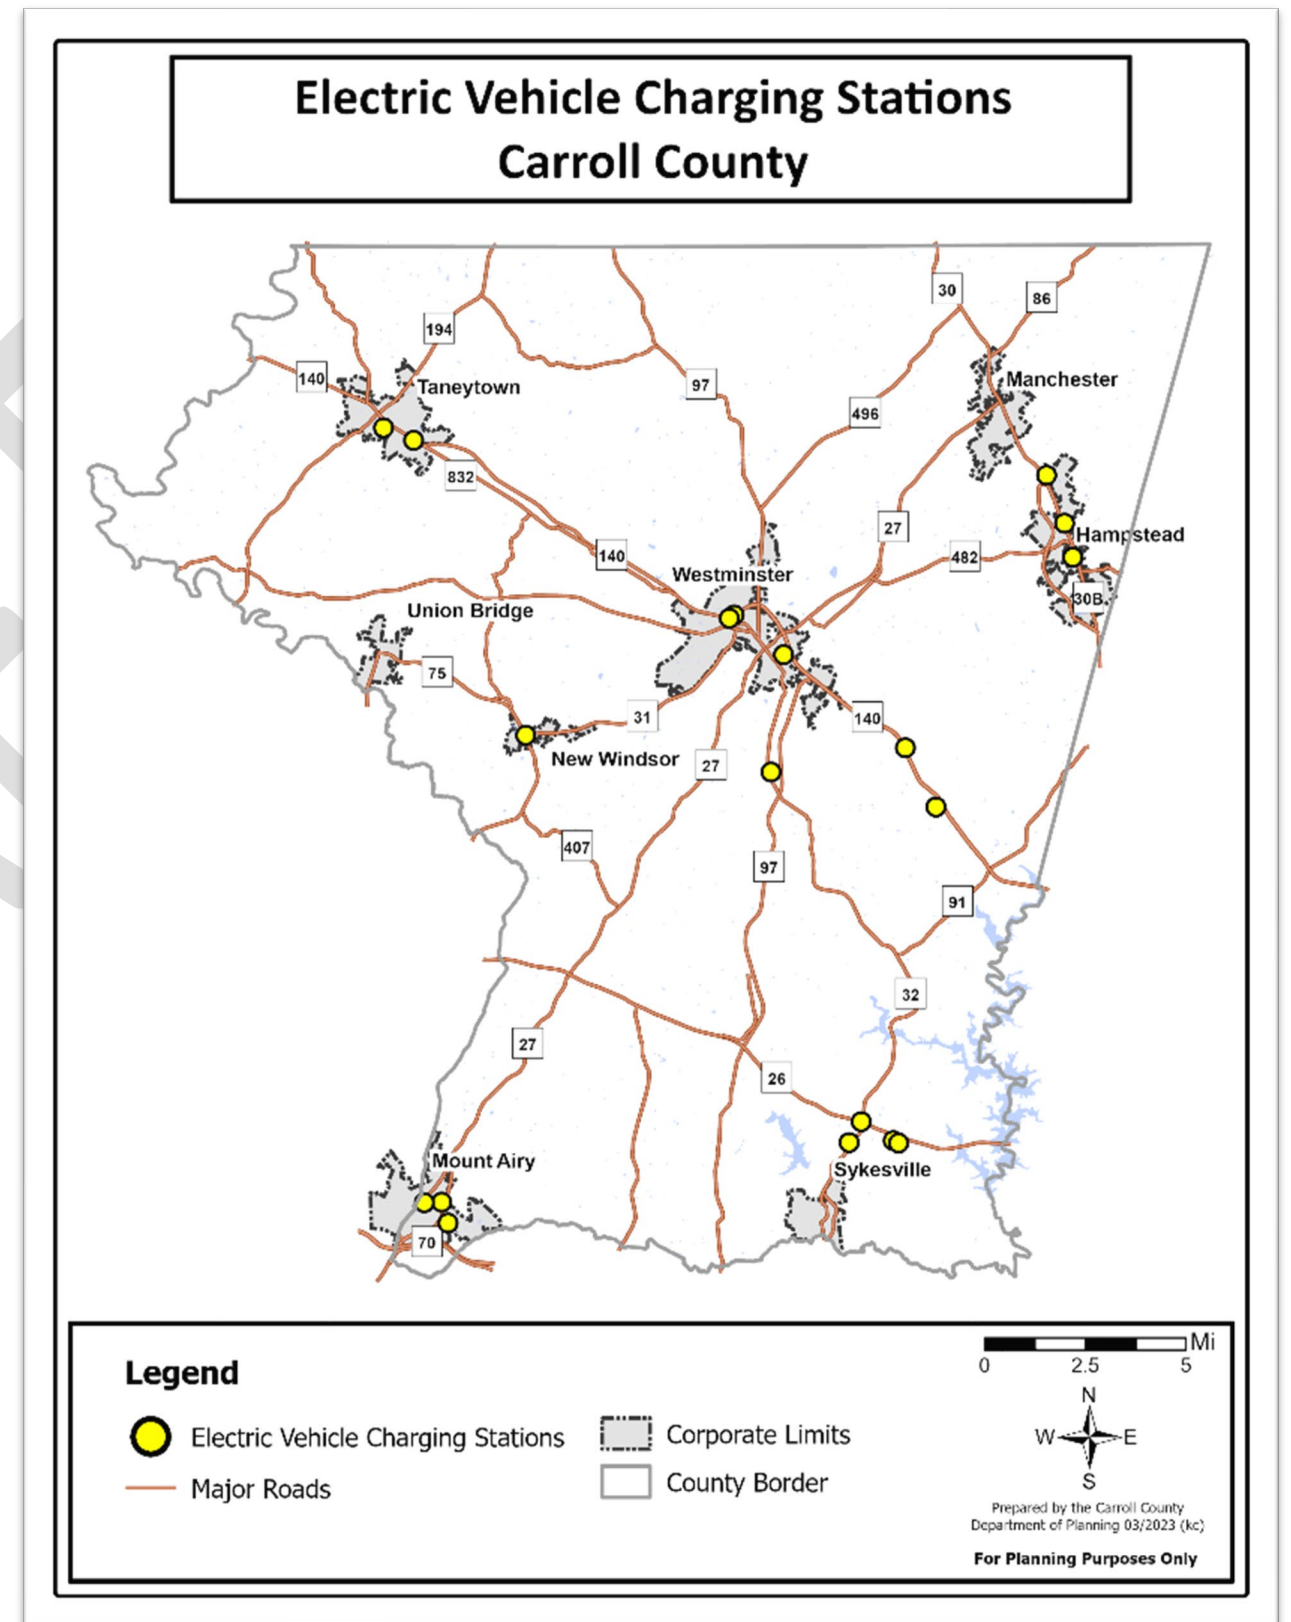 Electric Vehicle Charging Stations
Carroll County
30
86
194
140
Taneytown
97
Manchester
496
832
27
Hampstead
140
482
Westminster
30B
Union Bridge
75
31
140
New Windsor
27
407
97
91
32
27
26
Mount Airy
Sykesville
70
Legend
Electric Vehicle Charging Stations
Major Roads
Corporate Limits
County Border
Mi
0 2.5 5
N
W E
S
Prepared by the Carroll County
Department of Planning 03/2023 (kc)
For Planning Purposes Only